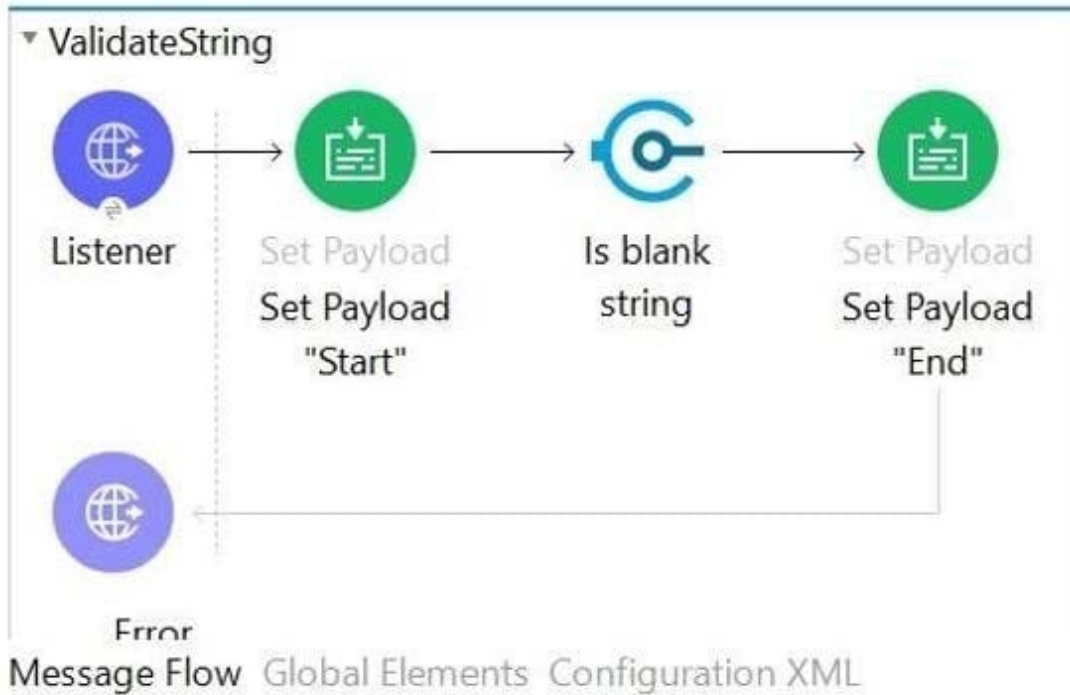 ValidateString
Listener
Set Payload
Set Payload
"Start"
Is blank
string
Set Payload
Set Payload
"End"
Error
Message Flow Global Elements Configuration XML